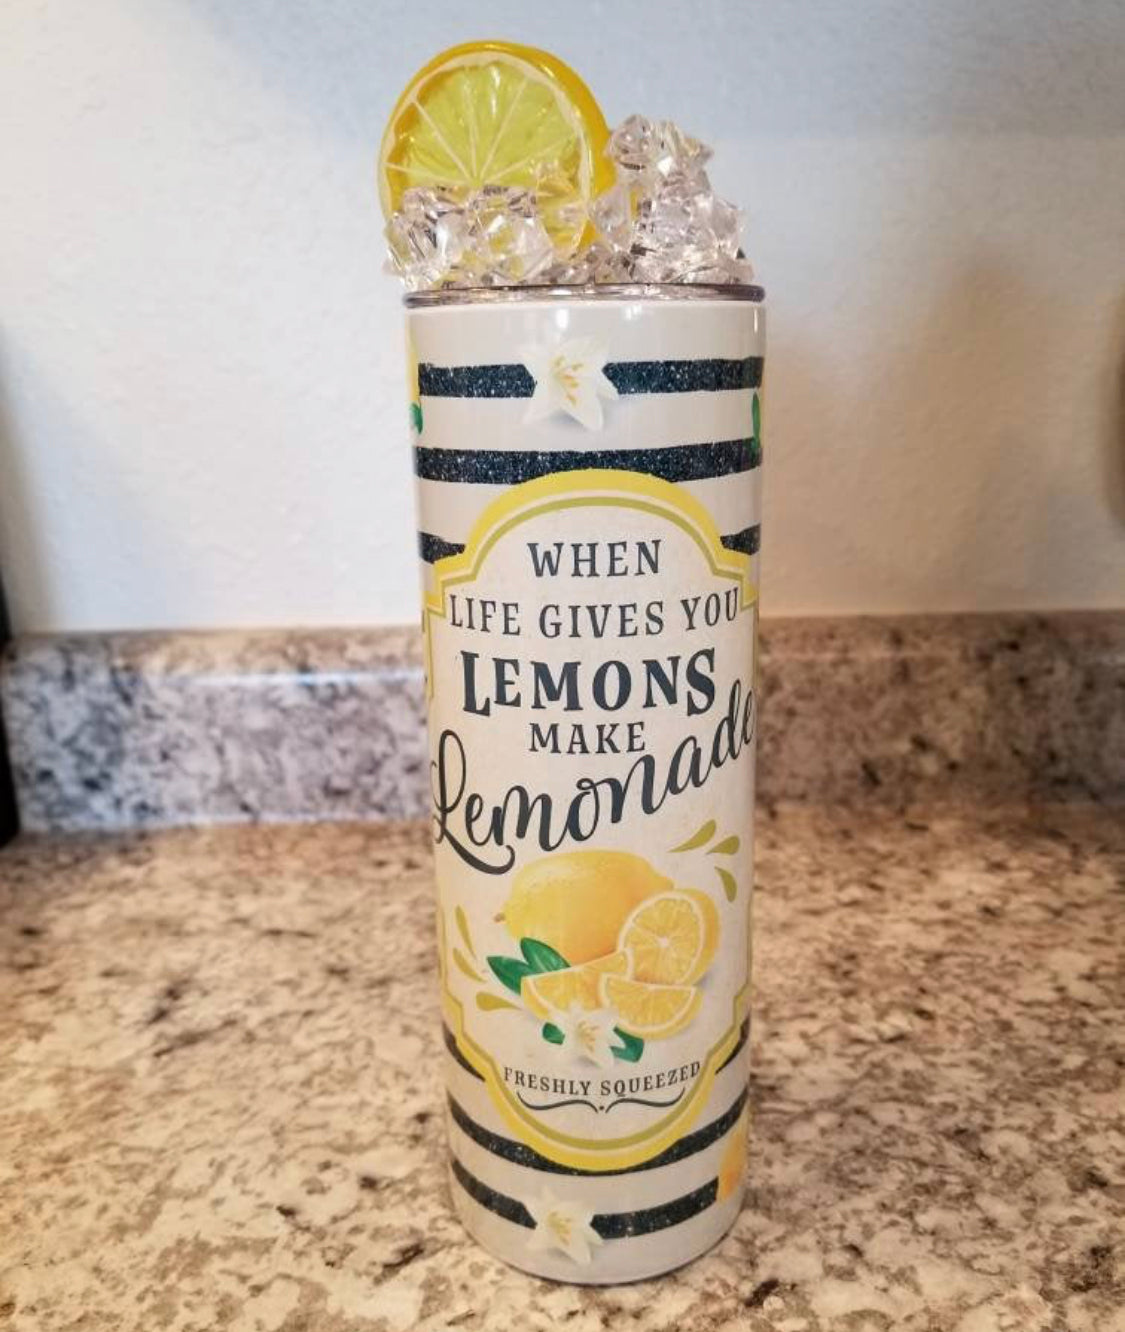 WHEN
LIFE GIVES YOU
LEMONS
MAKE
Lemonade
FRESHLY SQUEEZED